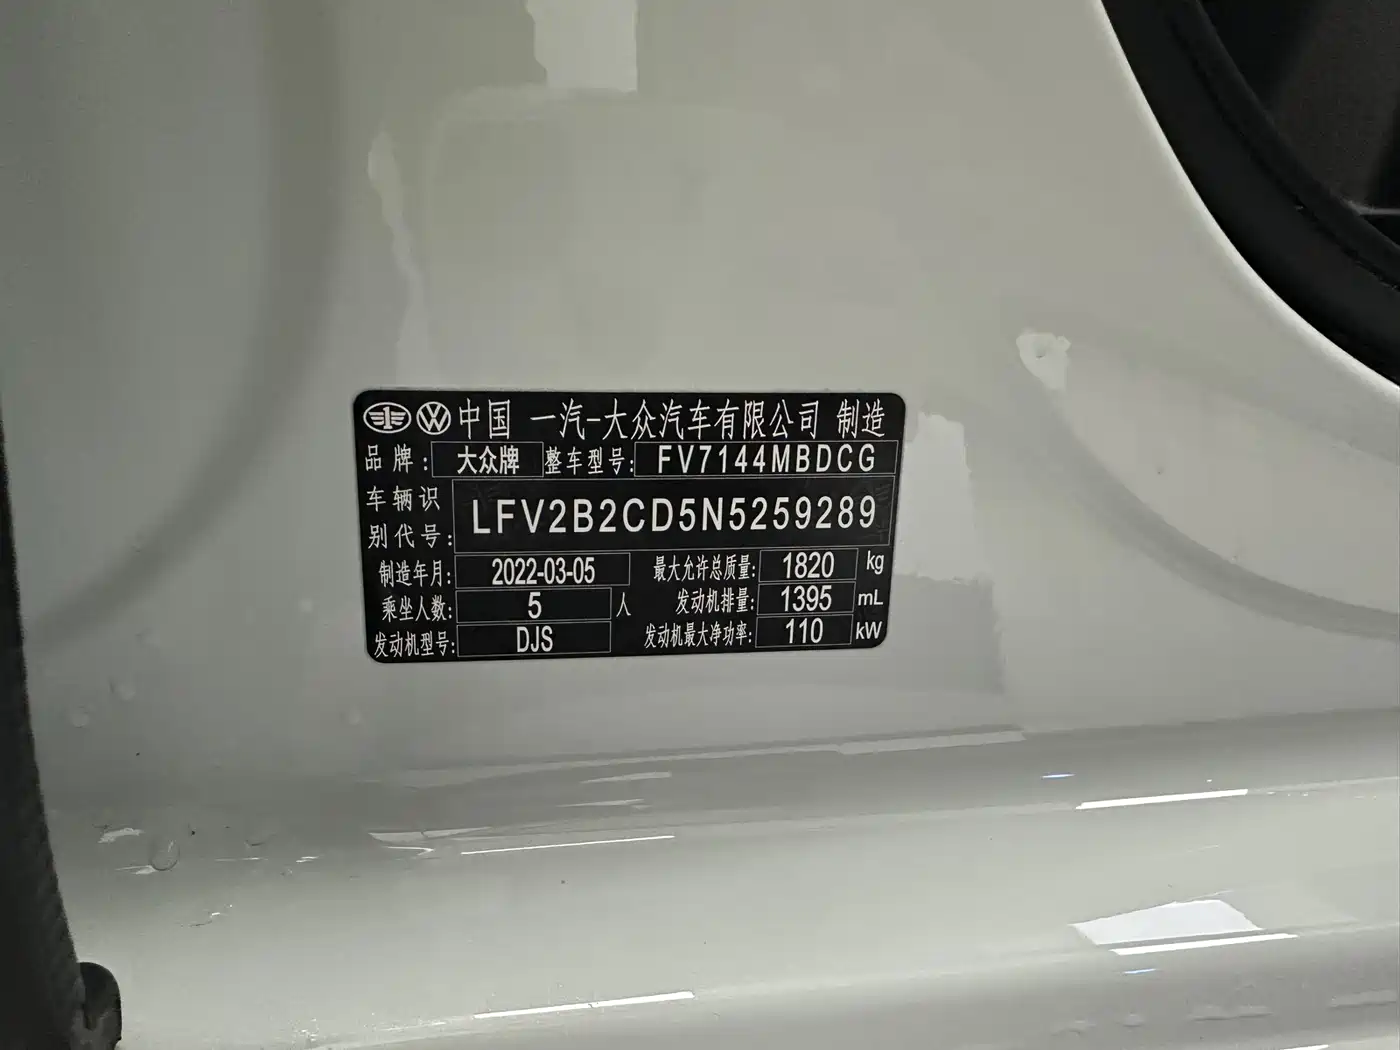 中国 一汽-大众汽车有限公司 制造
品牌: 大众牌 整车型号: FV7144MBDCG
车辆识别代号: LFV2B2CD5N5259289
制造年月: 2022-03-05 最大允许总质量: 1820 kg
乘坐人数: 5 人 发动机排量: 1395 mL
发动机型号: DJS 发动机最大净功率: 110 kW